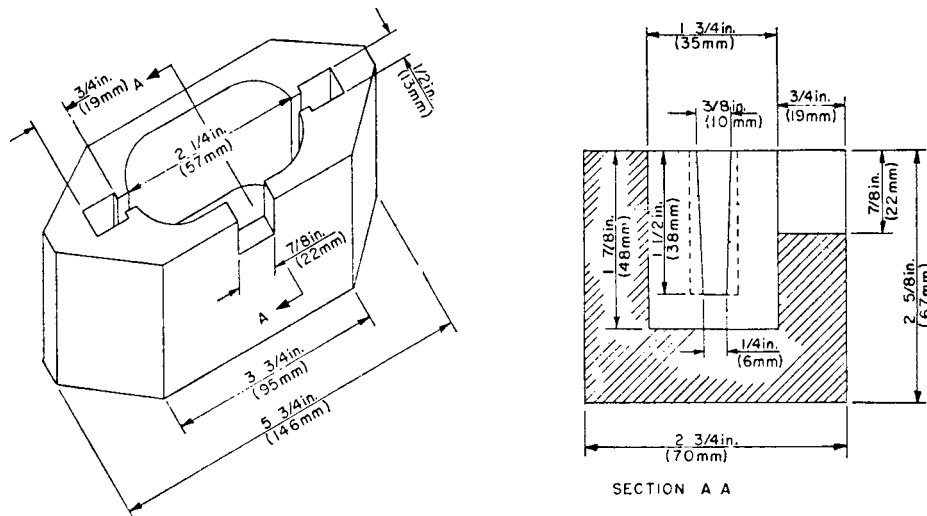 3/4in.
(19mm)
A
2 1/4in.
(57mm)
1/2in.
(13mm)
7/8in.
(22mm)
A
3 3/4in.
(95mm)
5 3/4in.
(146mm)
1 3/4in.
(35mm)
3/8in.
(10mm)
3/4in.
(19mm)
1 7/8in.
(48mm)
1 1/2in.
(38mm)
7/8in.
(22mm)
2 5/8in.
(67mm)
1/4in.
(6mm)
2 3/4in.
(70mm)
SECTION A A